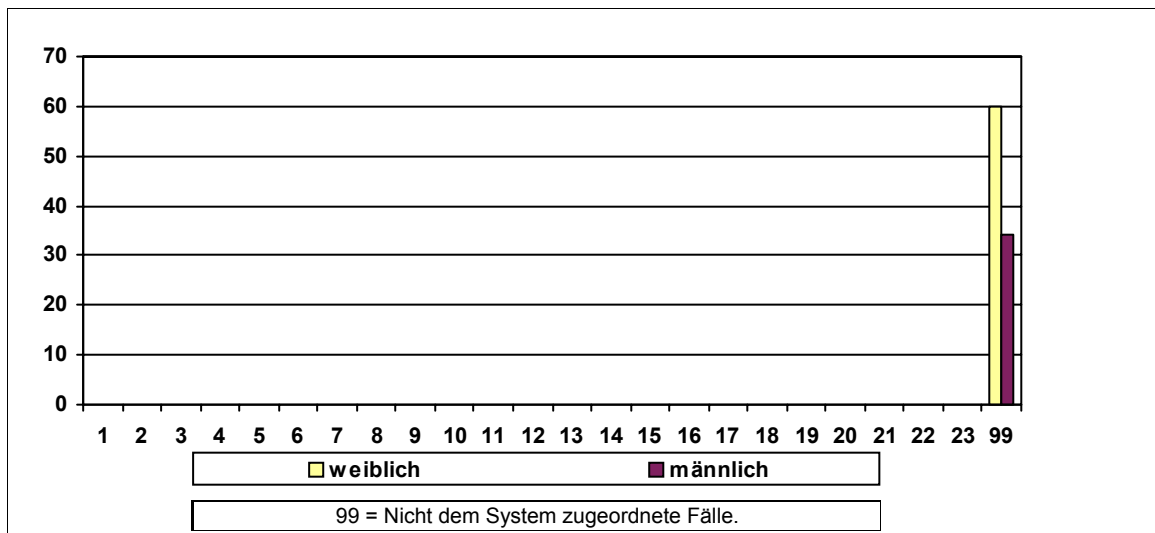 70
60
50
40
30
20
10
0
1 2 3 4 5 6 7 8 9 10 11 12 13 14 15 16 17 18 19 20 21 22 23 99
weiblich männlich
99 = Nicht dem System zugeordnete Fälle.